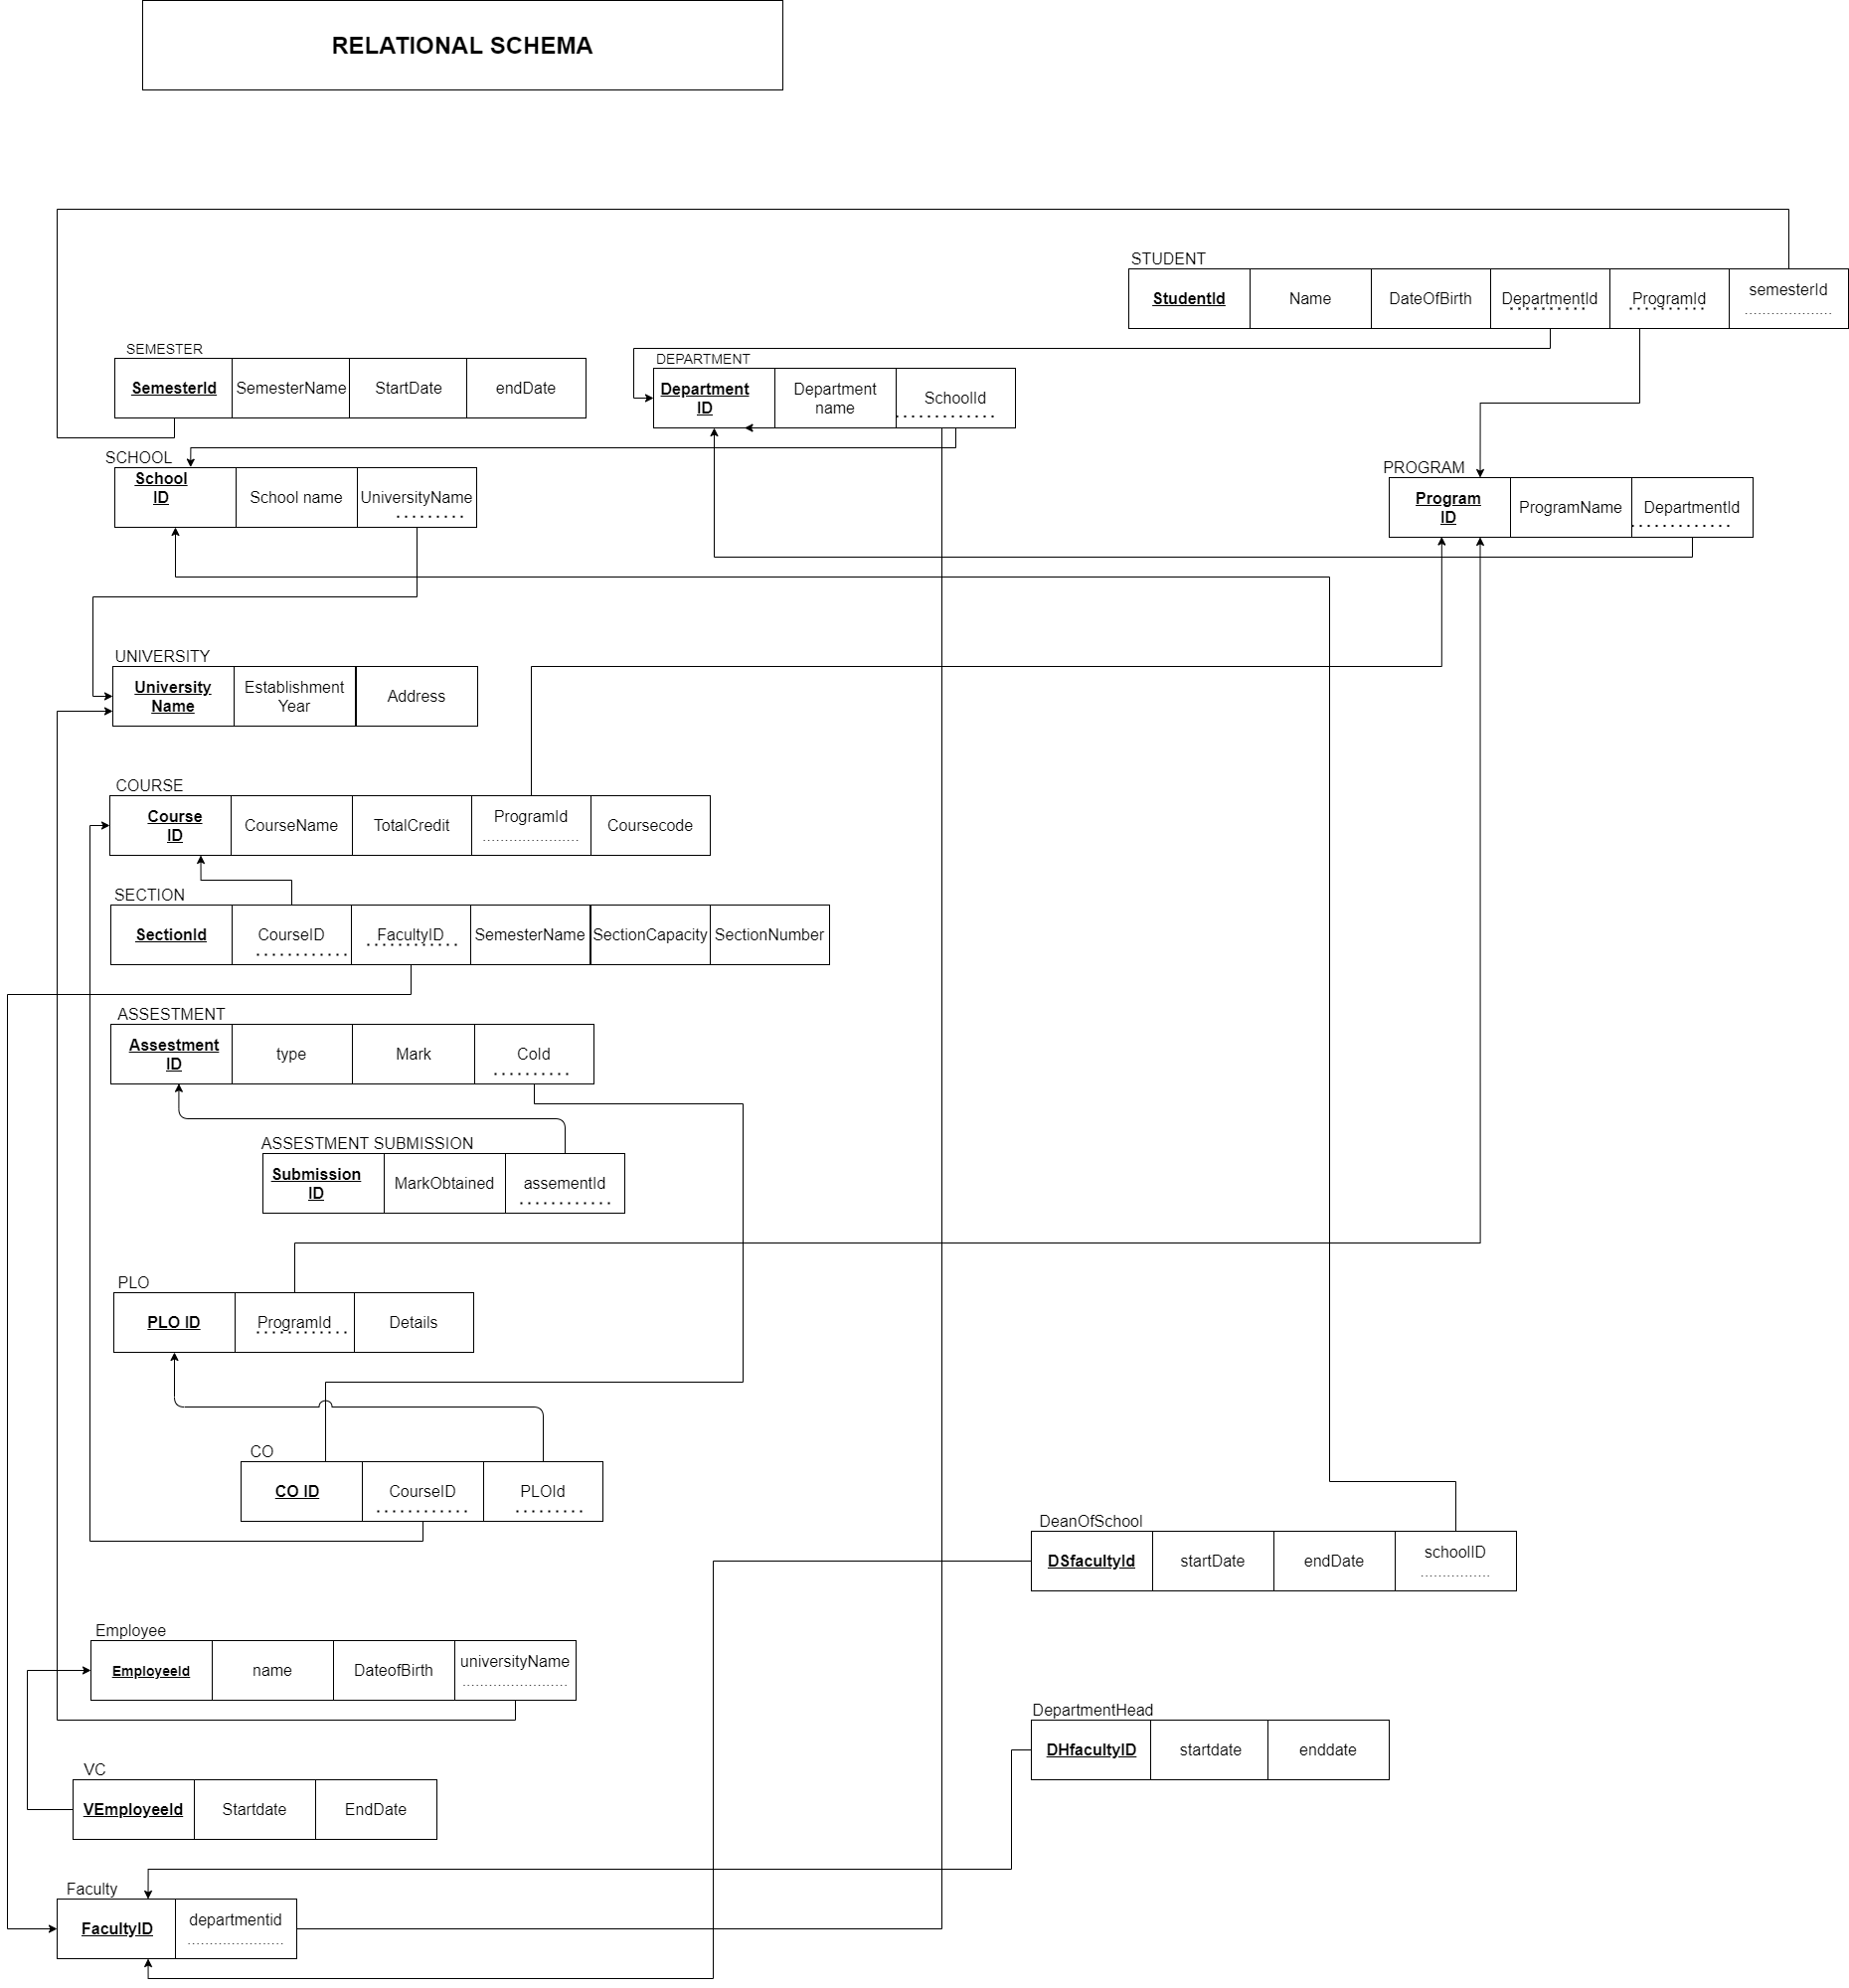 RELATIONAL SCHEMA
STUDENT
StudentId
Name
DateOfBirth
DepartmentId
ProgramId
semesterId
SEMESTER
SemesterId
SemesterName
StartDate
endDate
DEPARTMENT
Department
ID
Department
name
SchoolId
SCHOOL
School
ID
School name
UniversityName
PROGRAM
Program
ID
ProgramName
DepartmentId
UNIVERSITY
University
Name
Establishment
Year
Address
COURSE
Course
ID
CourseName
TotalCredit
ProgramId
Coursecode
SECTION
SectionId
CourseID
FacultyID
SemesterName
SectionCapacity
SectionNumber
ASSESTMENT
Assestment
ID
type
Mark
CoId
ASSESTMENT SUBMISSION
Submission
ID
MarkObtained
assementId
PLO
PLO ID
ProgramId
Details
CO
CO ID
CourseID
PLOId
DeanOfSchool
DSfacultyId
startDate
endDate
schoolID
Employee
EmployeeId
name
DateofBirth
universityName
DepartmentHead
DHfacultyID
startdate
enddate
VC
VEmployeeId
Startdate
EndDate
Faculty
FacultyID
departmentid